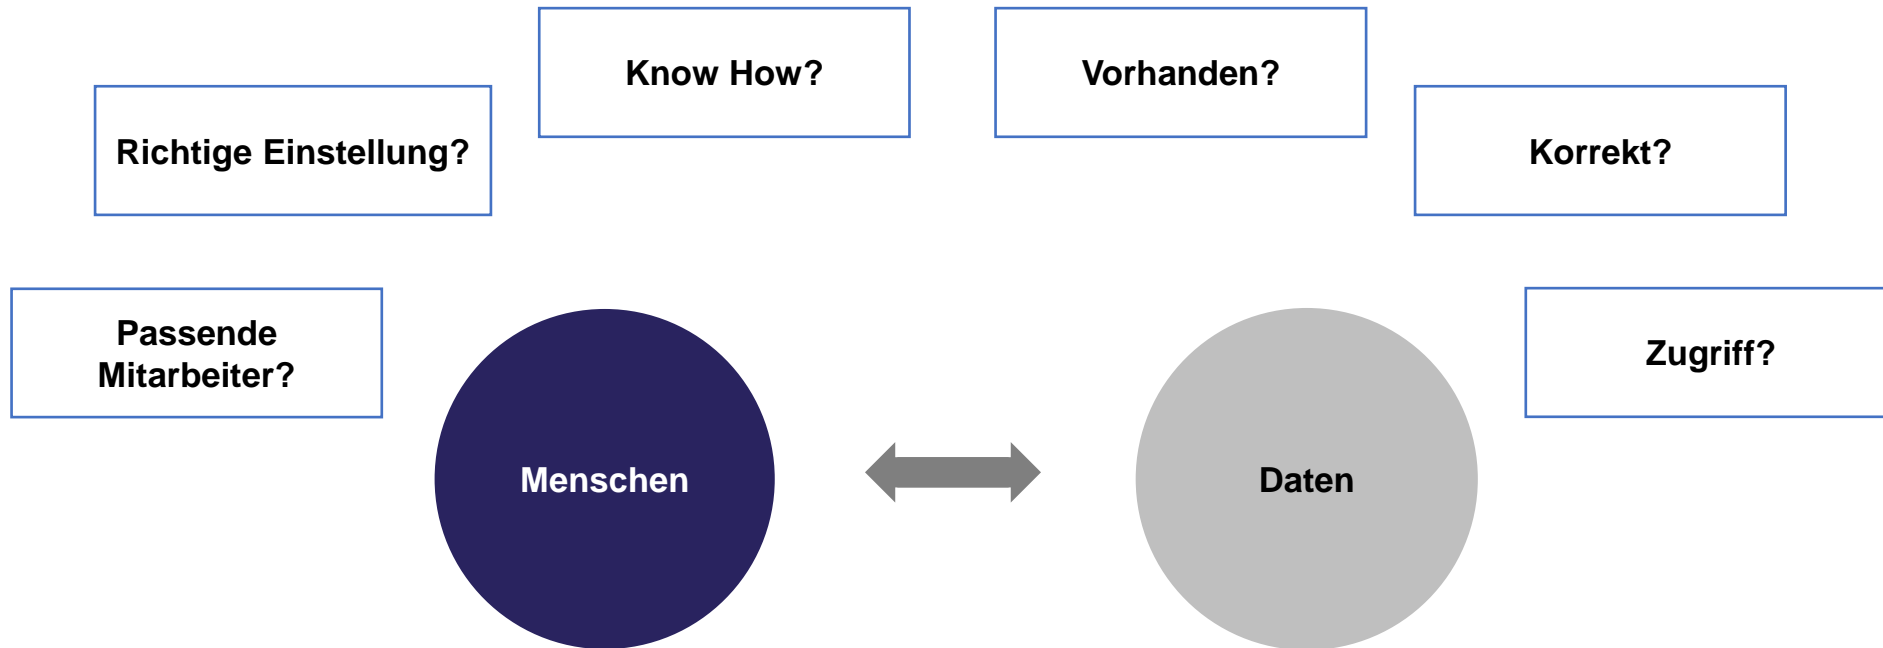 Know How?
Vorhanden?
Richtige Einstellung?
Korrekt?
Passende
Mitarbeiter?
Zugriff?
Menschen
Daten